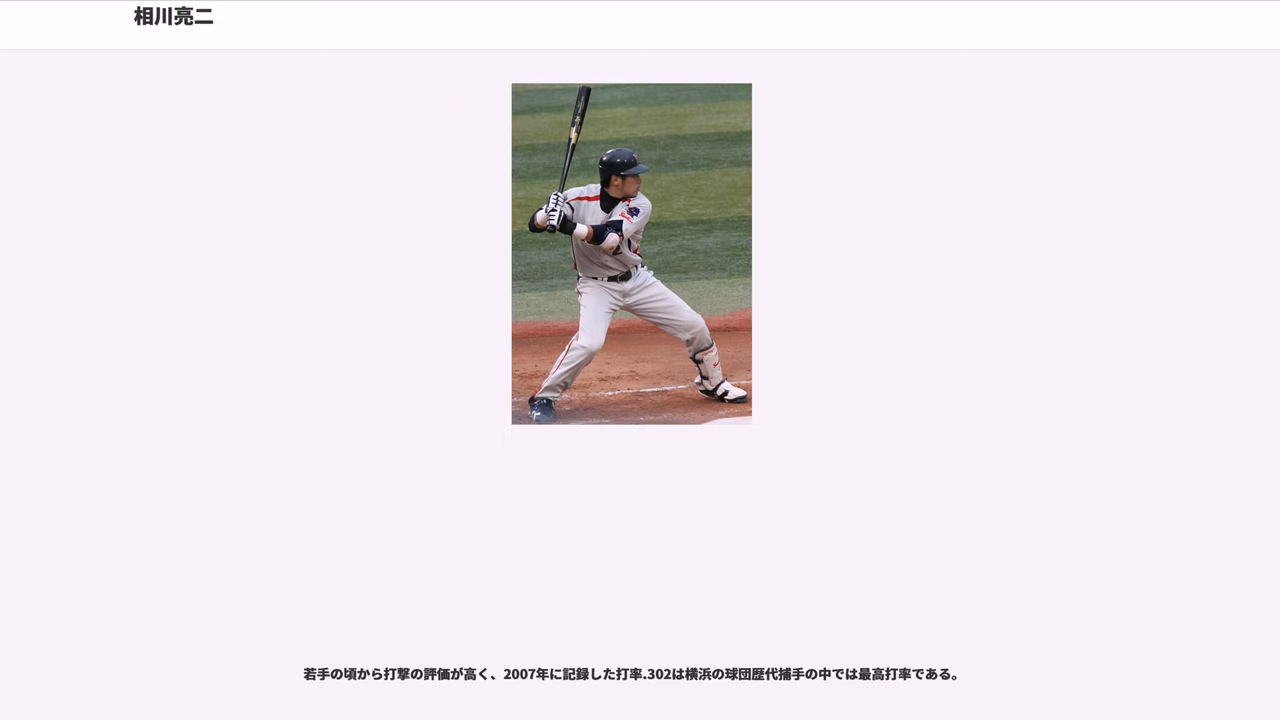 相川亮二
若手の頃から打撃の評価が高く、2007年に記録した打率.302は横浜の球団歴代捕手の中では最高打率である。